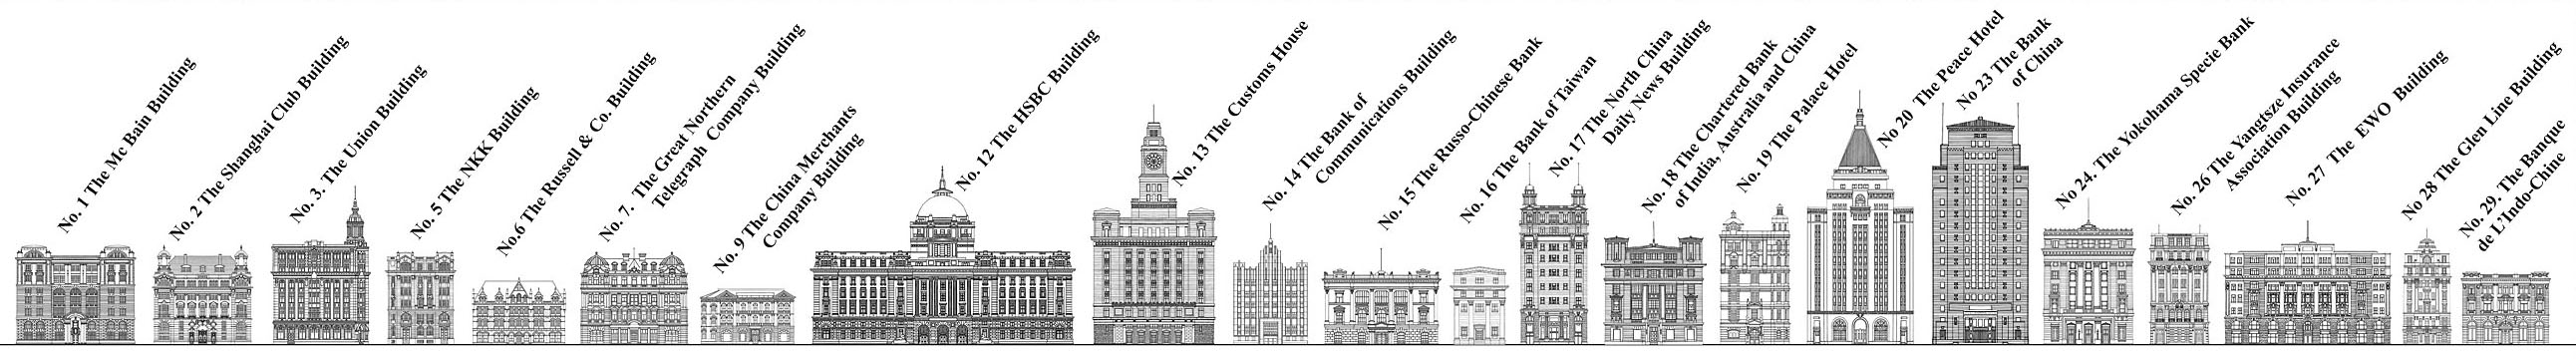 No. 1 The Mc Bain Building
No. 2 The Shanghai Club Building
No. 3. The Union Building
No. 5 The NKK Building
No.6 The Russell & Co. Building
No. 7. The Great Northern
Telegraph Company Building
No. 9 The China Merchants
Company Building
No. 12 The HSBC Building
No. 13 The Customs House
No. 14 The Bank of
Communications Building
No. 15 The Russo-Chinese Bank
No. 16 The Bank of Taiwan
No. 17 The North China
Daily News Building
No. 18 The Chartered Bank
of India, Australia and China
No. 19 The Palace Hotel
No 20 The Peace Hotel
No 23 The Bank
of China
No 24. The Yokohama Specie Bank
No.26 The Yangtsze Insurance
Association Building
No. 27 The EWO Building
No 28 The Glen Line Building
No. 29. The Banque
de L'Indo-Chine